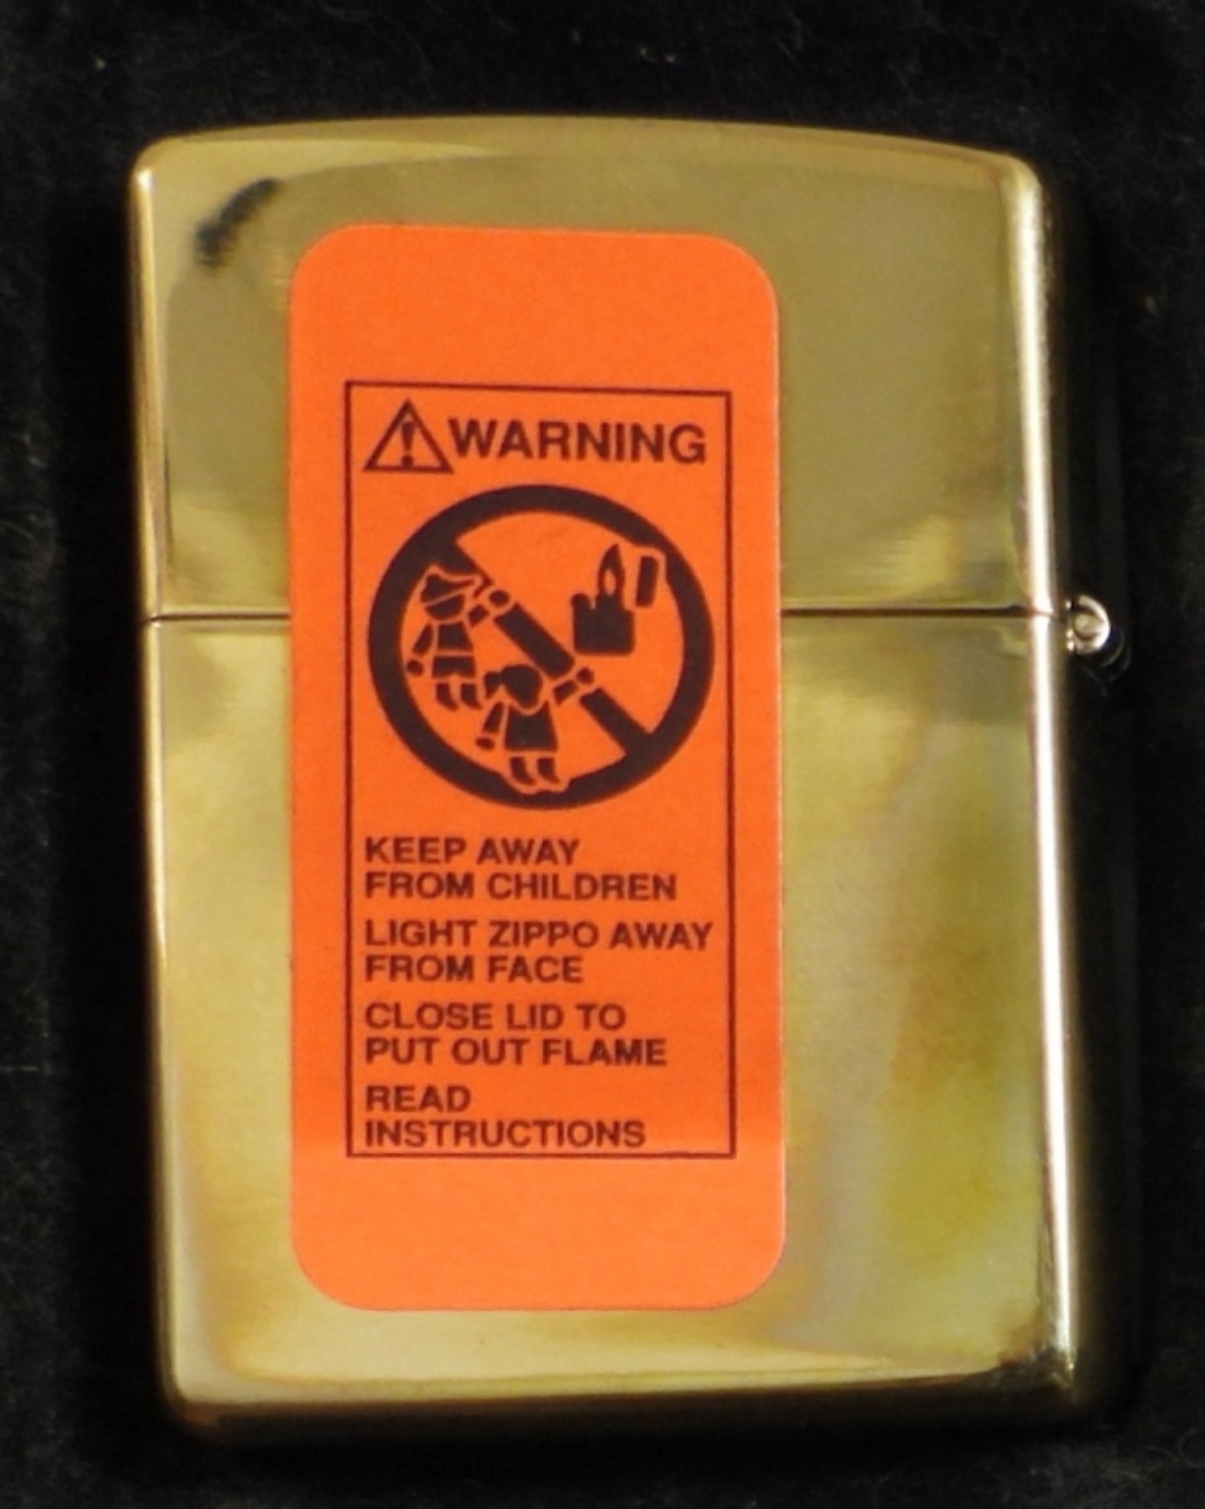 WARNING
KEEP AWAY
FROM CHILDREN
LIGHT ZIPPO AWAY
FROM FACE
CLOSE LID TO
PUT OUT FLAME
READ
INSTRUCTIONS